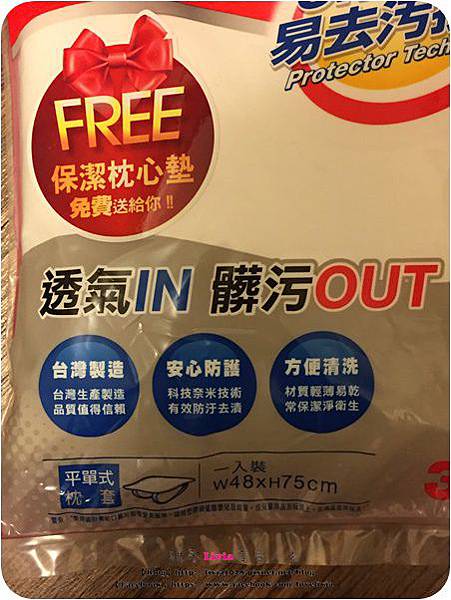 易去污
Protector Tech
FREE
保潔枕心墊
免費送給你!!
透氣IN 髒污OUT
台灣製造
台灣生產製造
品質值得信賴
安心防護
科技奈米技術
有效防汙去漬
方便清洗
材質輕薄易乾
常保潔淨衛生
平單式
枕套
一入裝
W48xH75cm
3
Livia